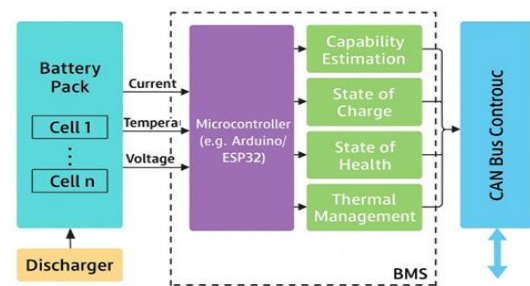 Battery
Pack
Cell 1
Cell n
Discharger
Current
Tempera
Voltage
Microcontroller
(e.g. Arduino/
ESP32)
Capability
Estimation
State of
Charge
State of
Health
Thermal
Management
BMS
CAN Bus Controuc